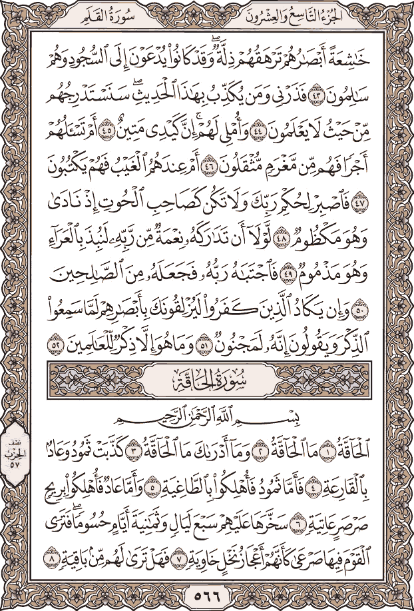 الجزء التاسع والعشرون
سورة القلم
خَٰشِعَةً أَبْصَٰرُهُمْ تَرْهَقُهُمْ ذِلَّةٌ ۖ وَقَدْ كَانُوا۟ يُدْعَوْنَ إِلَى ٱلسُّجُودِ وَهُمْ
سَٰلِمُونَ ٤٣ فَذَرْنِى وَمَن يُكَذِّبُ بِهَٰذَا ٱلْحَدِيثِ ۖ سَنَسْتَدْرِجُهُم
مِّنْ حَيْثُ لَا يَعْلَمُونَ ٤٤ وَأُمْلِى لَهُمْ ۚ إِنَّ كَيْدِى مَتِينٌ ٤٥ أَمْ تَسْـَٔلُهُمْ
أَجْرًا فَهُم مِّن مَّغْرَمٍ مُّثْقَلُونَ ٤٦ أَمْ عِندَهُمُ ٱلْغَيْبُ فَهُمْ يَكْتُبُونَ
٤٧ فَٱصْبِرْ لِحُكْمِ رَبِّكَ وَلَا تَكُن كَصَاحِبِ ٱلْحُوتِ إِذْ نَادَىٰ
وَهُوَ مَكْظُومٌ ٤٨ لَّوْلَآ أَن تَدَٰرَكَهُۥ نِعْمَةٌ مِّن رَّبِّهِۦ لَنُبِذَ بِٱلْعَرَآءِ
وَهُوَ مَذْمُومٌ ٤٩ فَٱجْتَبَٰهُ رَبُّهُۥ فَجَعَلَهُۥ مِنَ ٱلصَّٰلِحِينَ
٥٠ وَإِن يَكَادُ ٱلَّذِينَ كَفَرُوا۟ لَيُزْلِقُونَكَ بِأَبْصَٰرِهِمْ لَمَّا سَمِعُوا۟
ٱلذِّكْرَ وَيَقُولُونَ إِنَّهُۥ لَمَجْنُونٌ ٥١ وَمَا هُوَ إِلَّا ذِكْرٌ لِّلْعَٰلَمِينَ ٥٢
سورة الحاقة
بِسْمِ ٱللَّهِ ٱلرَّحْمَٰنِ ٱلرَّحِيمِ
ٱلْحَآقَّةُ ١ مَا ٱلْحَآقَّةُ ٢ وَمَآ أَدْرَىٰكَ مَا ٱلْحَآقَّةُ ٣ كَذَّبَتْ ثَمُودُ وَعَادٌۢ
بِٱلْقَارِعَةِ ٤ فَأَمَّا ثَمُودُ فَأُهْلِكُوا۟ بِٱلطَّاغِيَةِ ٥ وَأَمَّا عَادٌ فَأُهْلِكُوا۟ بِرِيحٍ
صَرْصَرٍ عَاتِيَةٍ ٦ سَخَّرَهَا عَلَيْهِمْ سَبْعَ لَيَالٍ وَثَمَٰنِيَةَ أَيَّامٍ حُسُومًا فَتَرَى
ٱلْقَوْمَ فِيهَا صَرْعَىٰ كَأَنَّهُمْ أَعْجَازُ نَخْلٍ خَاوِيَةٍ ٧ فَهَلْ تَرَىٰ لَهُم مِّنۢ بَاقِيَةٍ ٨
نصف
الحزب
٥٧
٥٦٦